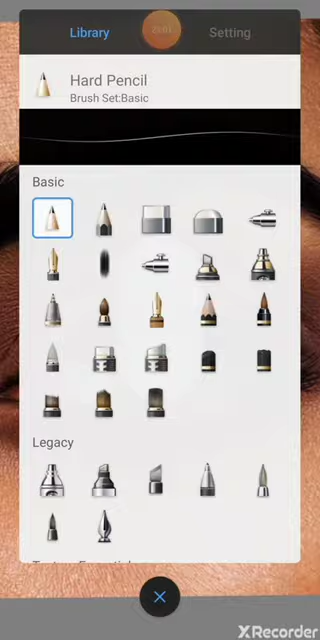 Library
Setting
Hard Pencil
Brush Set:Basic
Basic
Legacy
XRecorder